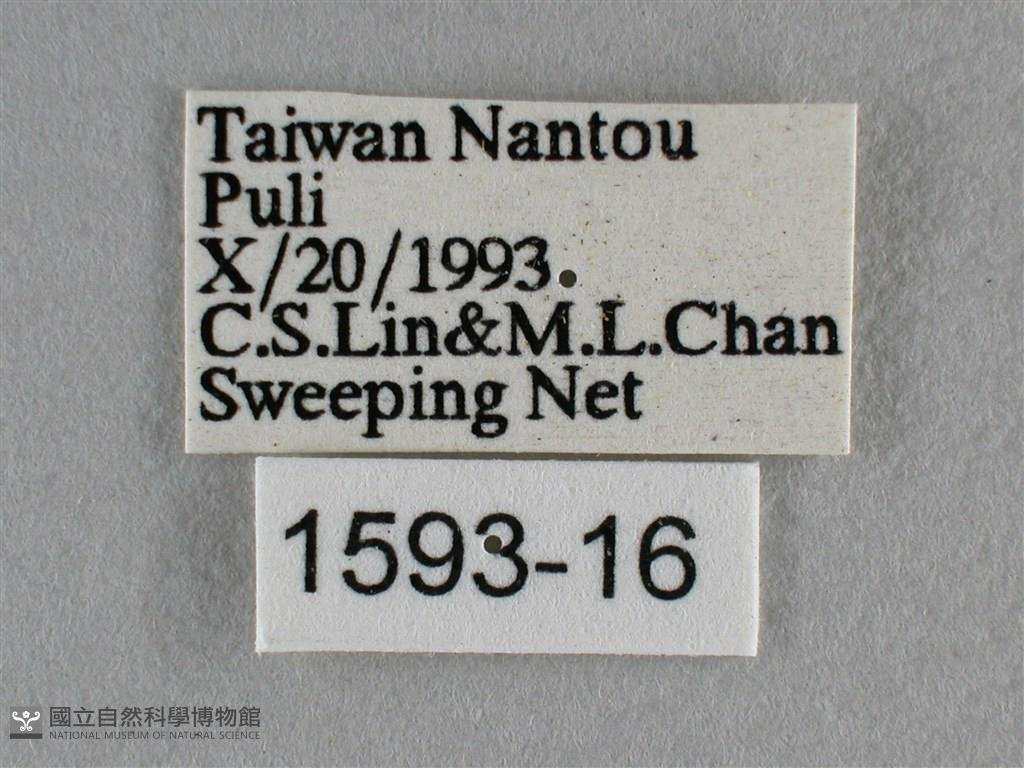 Taiwan Nantou
Puli
X/20/1993
C.S.Lin&M.L.Chan
Sweeping Net
1593-16
國立自然科學博物館
NATIONAL MUSEUM OF NATURAL SCIENCE